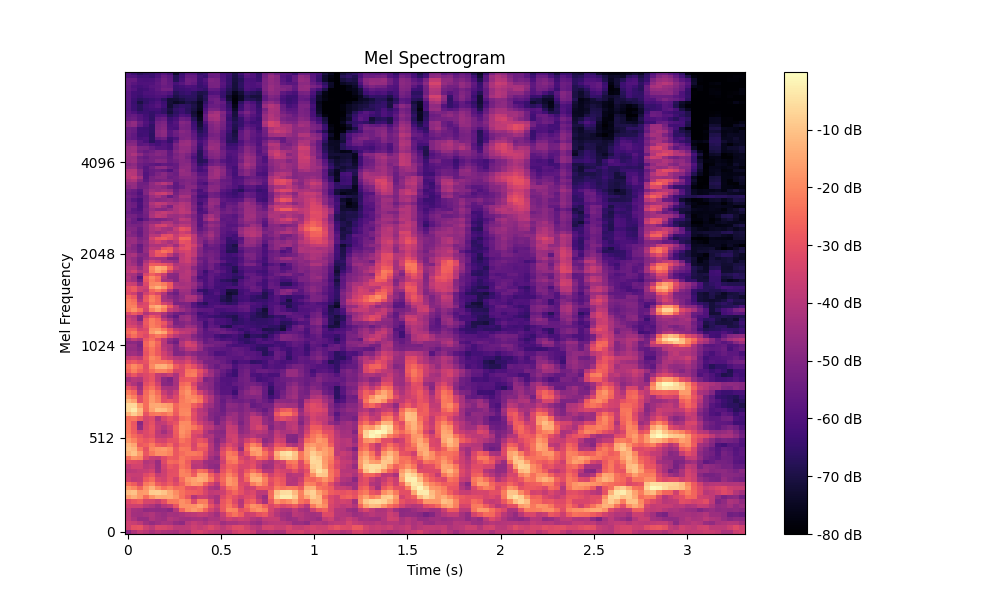 Mel Spectrogram
Mel Frequency
4096
2048
1024
512
0
0
0.5
1
1.5
2
2.5
3
Time (s)
-10 dB
-20 dB
-30 dB
-40 dB
-50 dB
-60 dB
-70 dB
-80 dB